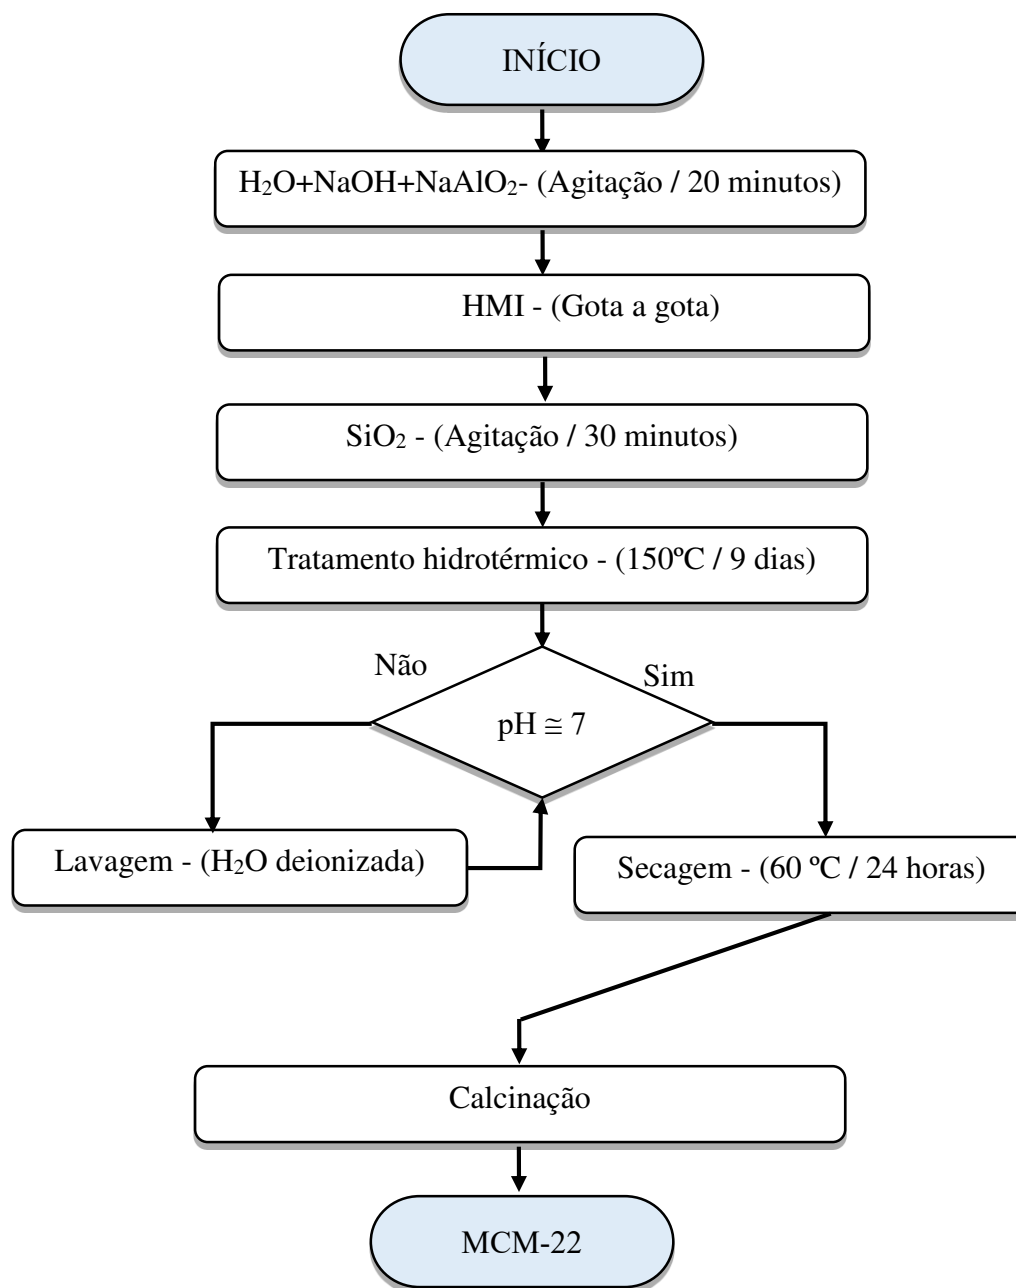 INÍCIO
H₂O+NaOH+NaAlO₂- (Agitação / 20 minutos)
HMI - (Gota a gota)
SiO₂ - (Agitação / 30 minutos)
Tratamento hidrotérmico - (150ºC / 9 dias)
Não
Sim
pH ≅ 7
Lavagem - (H₂O deionizada)
Secagem - (60 ºC / 24 horas)
Calcinação
MCM-22